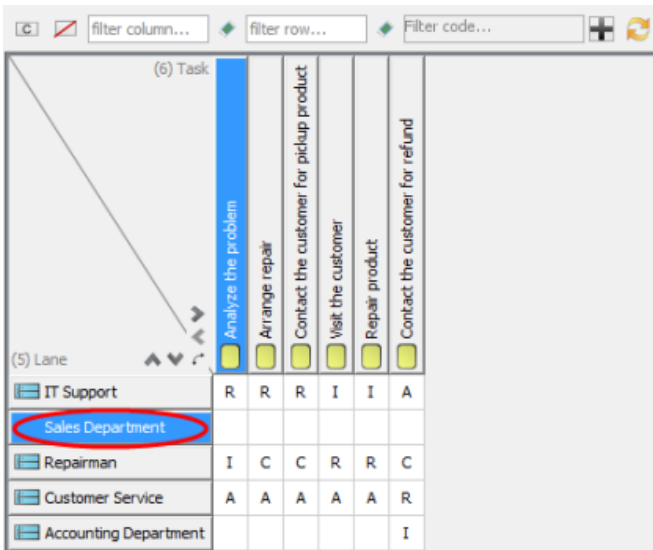 C filter column... filter row... Filter code...
(6) Task
Analyze the problem
Arrange repair
Contact the customer for pickup product
Visit the customer
Repair product
Contact the customer for refund
(5) Lane
IT Support R R R I I A
Sales Department
Repairman I C C R R C
Customer Service A A A A A R
Accounting Department I